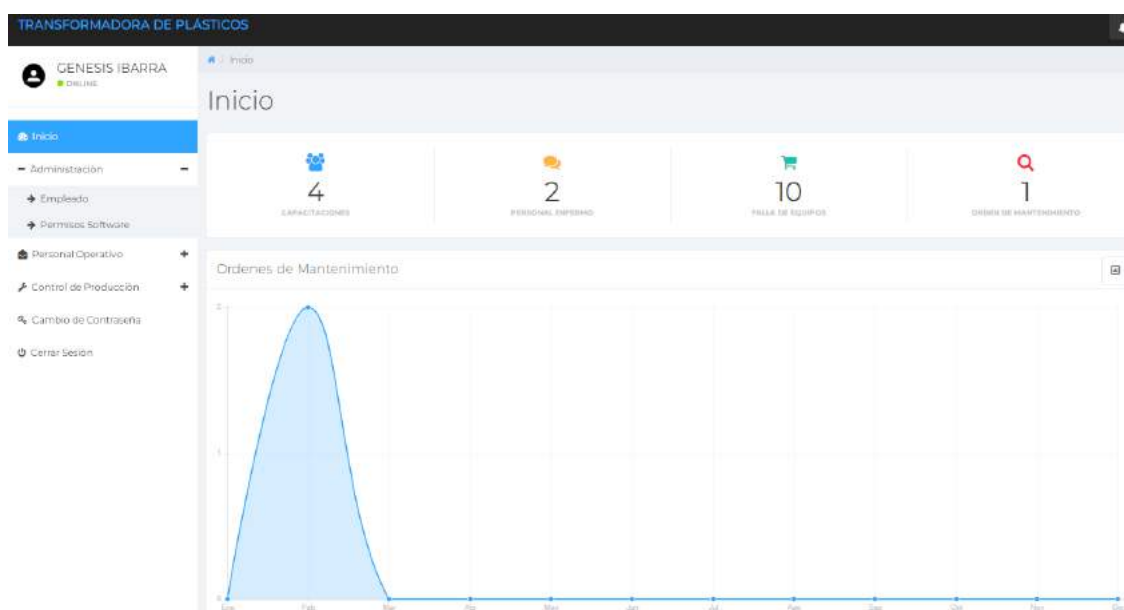 TRANSFORMADORA DE PLÁSTICOS
GENESIS IBARRA
ONLINE
Inicio
Administración
Empleado
Permisos Software
Personal Operativo
Control de Producción
Cambio de Contraseña
Cerrar Sesión
/ Inicio
Inicio
4
CAPACITACIONES
2
PERSONAL ENFERMO
10
FALLA DE EQUIPOS
1
ORDEN DE MANTENIMIENTO
Ordenes de Mantenimiento
2
1
0
Ene Feb Mar Abr May Jun Jul Ago Sep Oct Nov